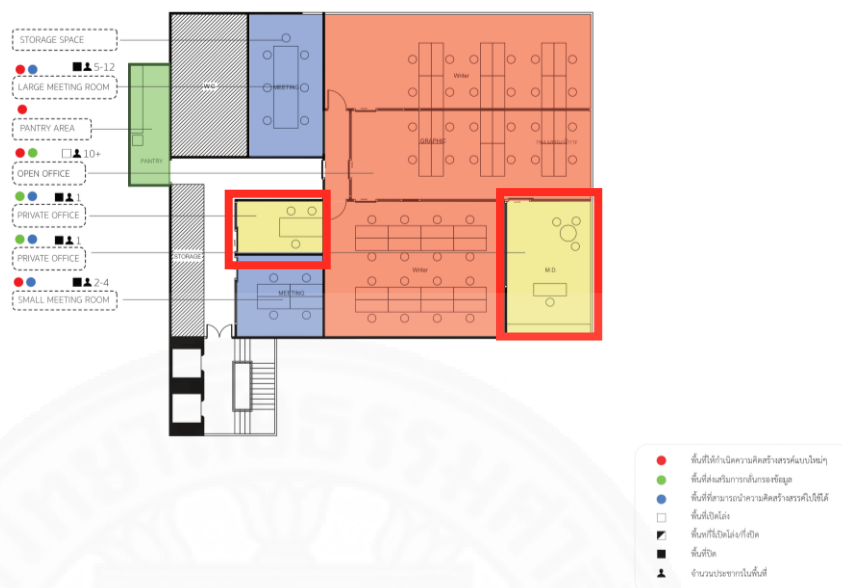 STORAGE SPACE
5-12
LARGE MEETING ROOM
PANTRY AREA
10+
OPEN OFFICE
1
PRIVATE OFFICE
1
PRIVATE OFFICE
2-4
SMALL MEETING ROOM
W.C
MEETING
Writer
PANTRY
GRAPHIC
STORAGE
Writer
M.D.
MEETING
พื้นที่ให้กำเนิดความคิดสร้างสรรค์แบบใหม่ๆ
พื้นที่ส่งเสริมการกลั่นกรองข้อมูล
พื้นที่ที่สามารถนำความคิดสร้างสรรค์ไปใช้ได้
พื้นที่เปิดโล่ง
พื้นที่กึ่งเปิดโล่ง/กึ่งปิด
พื้นที่ปิด
จำนวนประชากรในพื้นที่